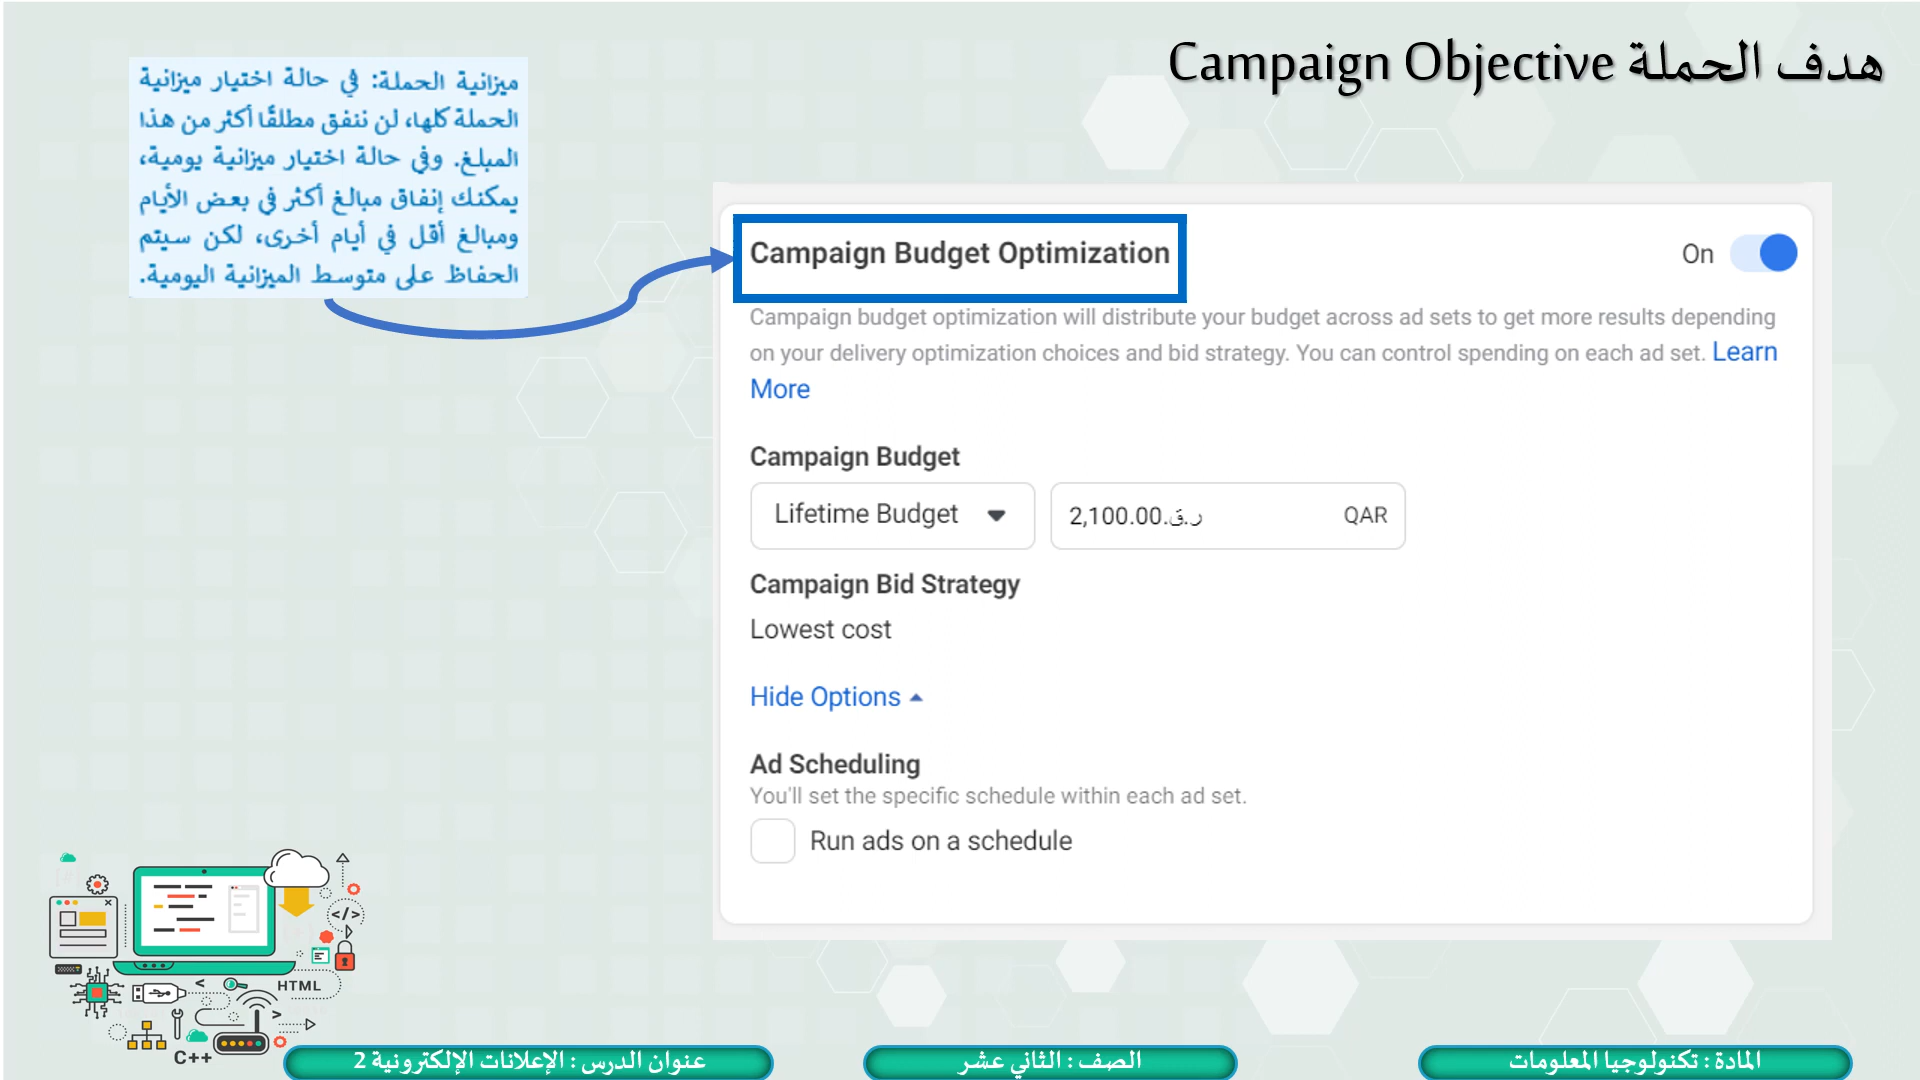 هدف الحملة Campaign Objective
ميزانية الحملة: في حالة اختيار ميزانية
الحملة كلها، لن ننفق مطلقًا أكثر من هذا
المبلغ. وفي حالة اختيار ميزانية يومية،
يمكنك إنفاق مبالغ أكثر في بعض الأيام
ومبالغ أقل في أيام أخرى، لكن سيتم
الحفاظ على متوسط الميزانية اليومية.
Campaign Budget Optimization
On
Campaign budget optimization will distribute your budget across ad sets to get more results depending
on your delivery optimization choices and bid strategy. You can control spending on each ad set. Learn
More
Campaign Budget
Lifetime Budget
ر.ق.2,100.00 QAR
Campaign Bid Strategy
Lowest cost
Hide Options
Ad Scheduling
You'll set the specific schedule within each ad set.
Run ads on a schedule
</>
HTML
C++
المادة : تكنولوجيا المعلومات
الصف : الثاني عشر
عنوان الدرس : الإعلانات الإلكترونية 2